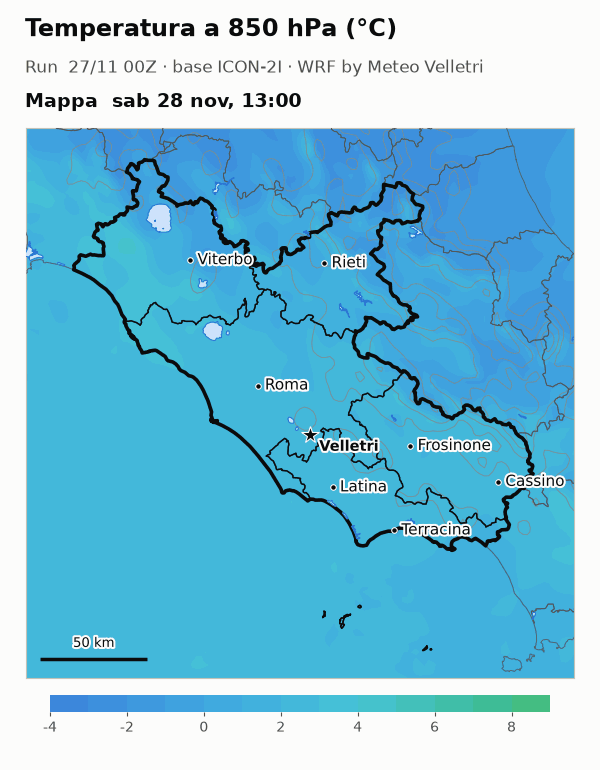 Temperatura a 850 hPa (°C)
Run  27/11 00Z · base ICON-2I · WRF by Meteo Velletri
Mappa  sab 28 nov, 13:00
Viterbo
Rieti
Roma
Velletri
Frosinone
Cassino
Latina
Terracina
50 km
-4 -2 0 2 4 6 8